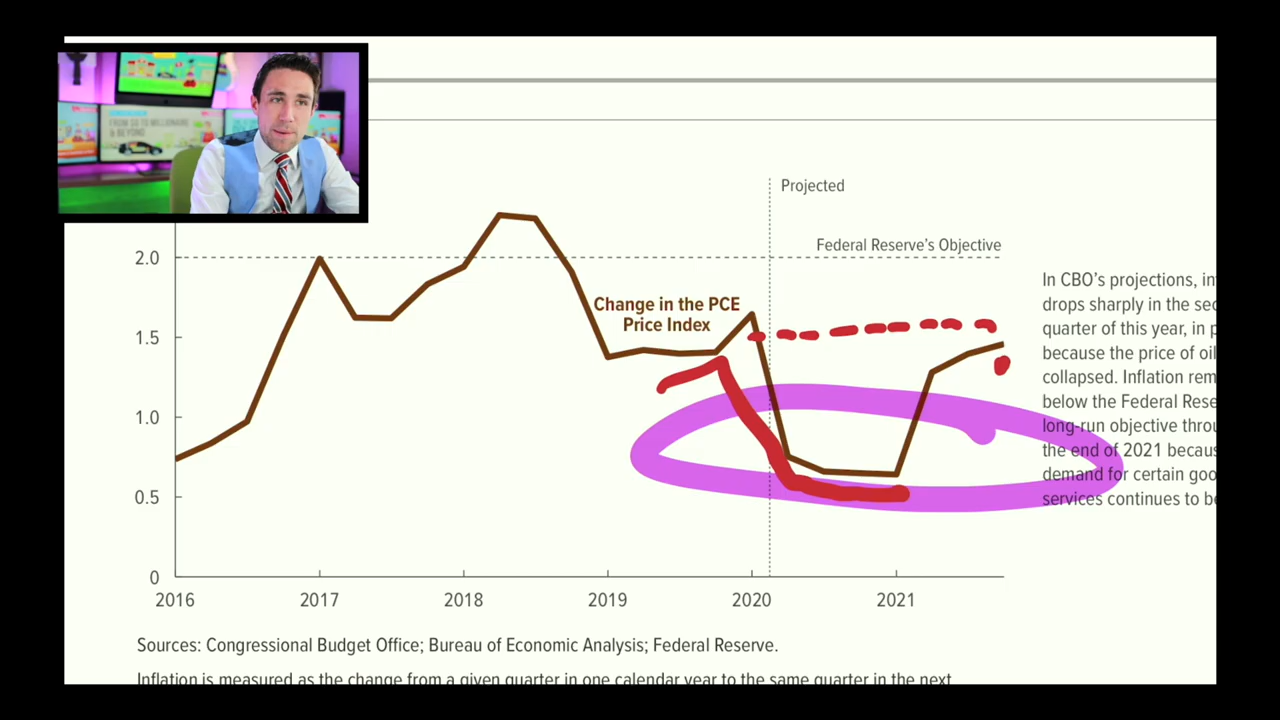 FROM $0 TO MILLIONAIRE
& BEYOND
Projected
Federal Reserve's Objective
2.0
Change in the PCE
Price Index
1.5
1.0
0.5
0
2016 2017 2018 2019 2020 2021
In CBO's projections, in
drops sharply in the sec
quarter of this year, in p
because the price of oil
collapsed. Inflation rem
below the Federal Rese
long-run objective throu
the end of 2021 becaus
demand for certain goo
services continues to be
Sources: Congressional Budget Office; Bureau of Economic Analysis; Federal Reserve.
Inflation is measured as the change from a given quarter in one calendar year to the same quarter in the next